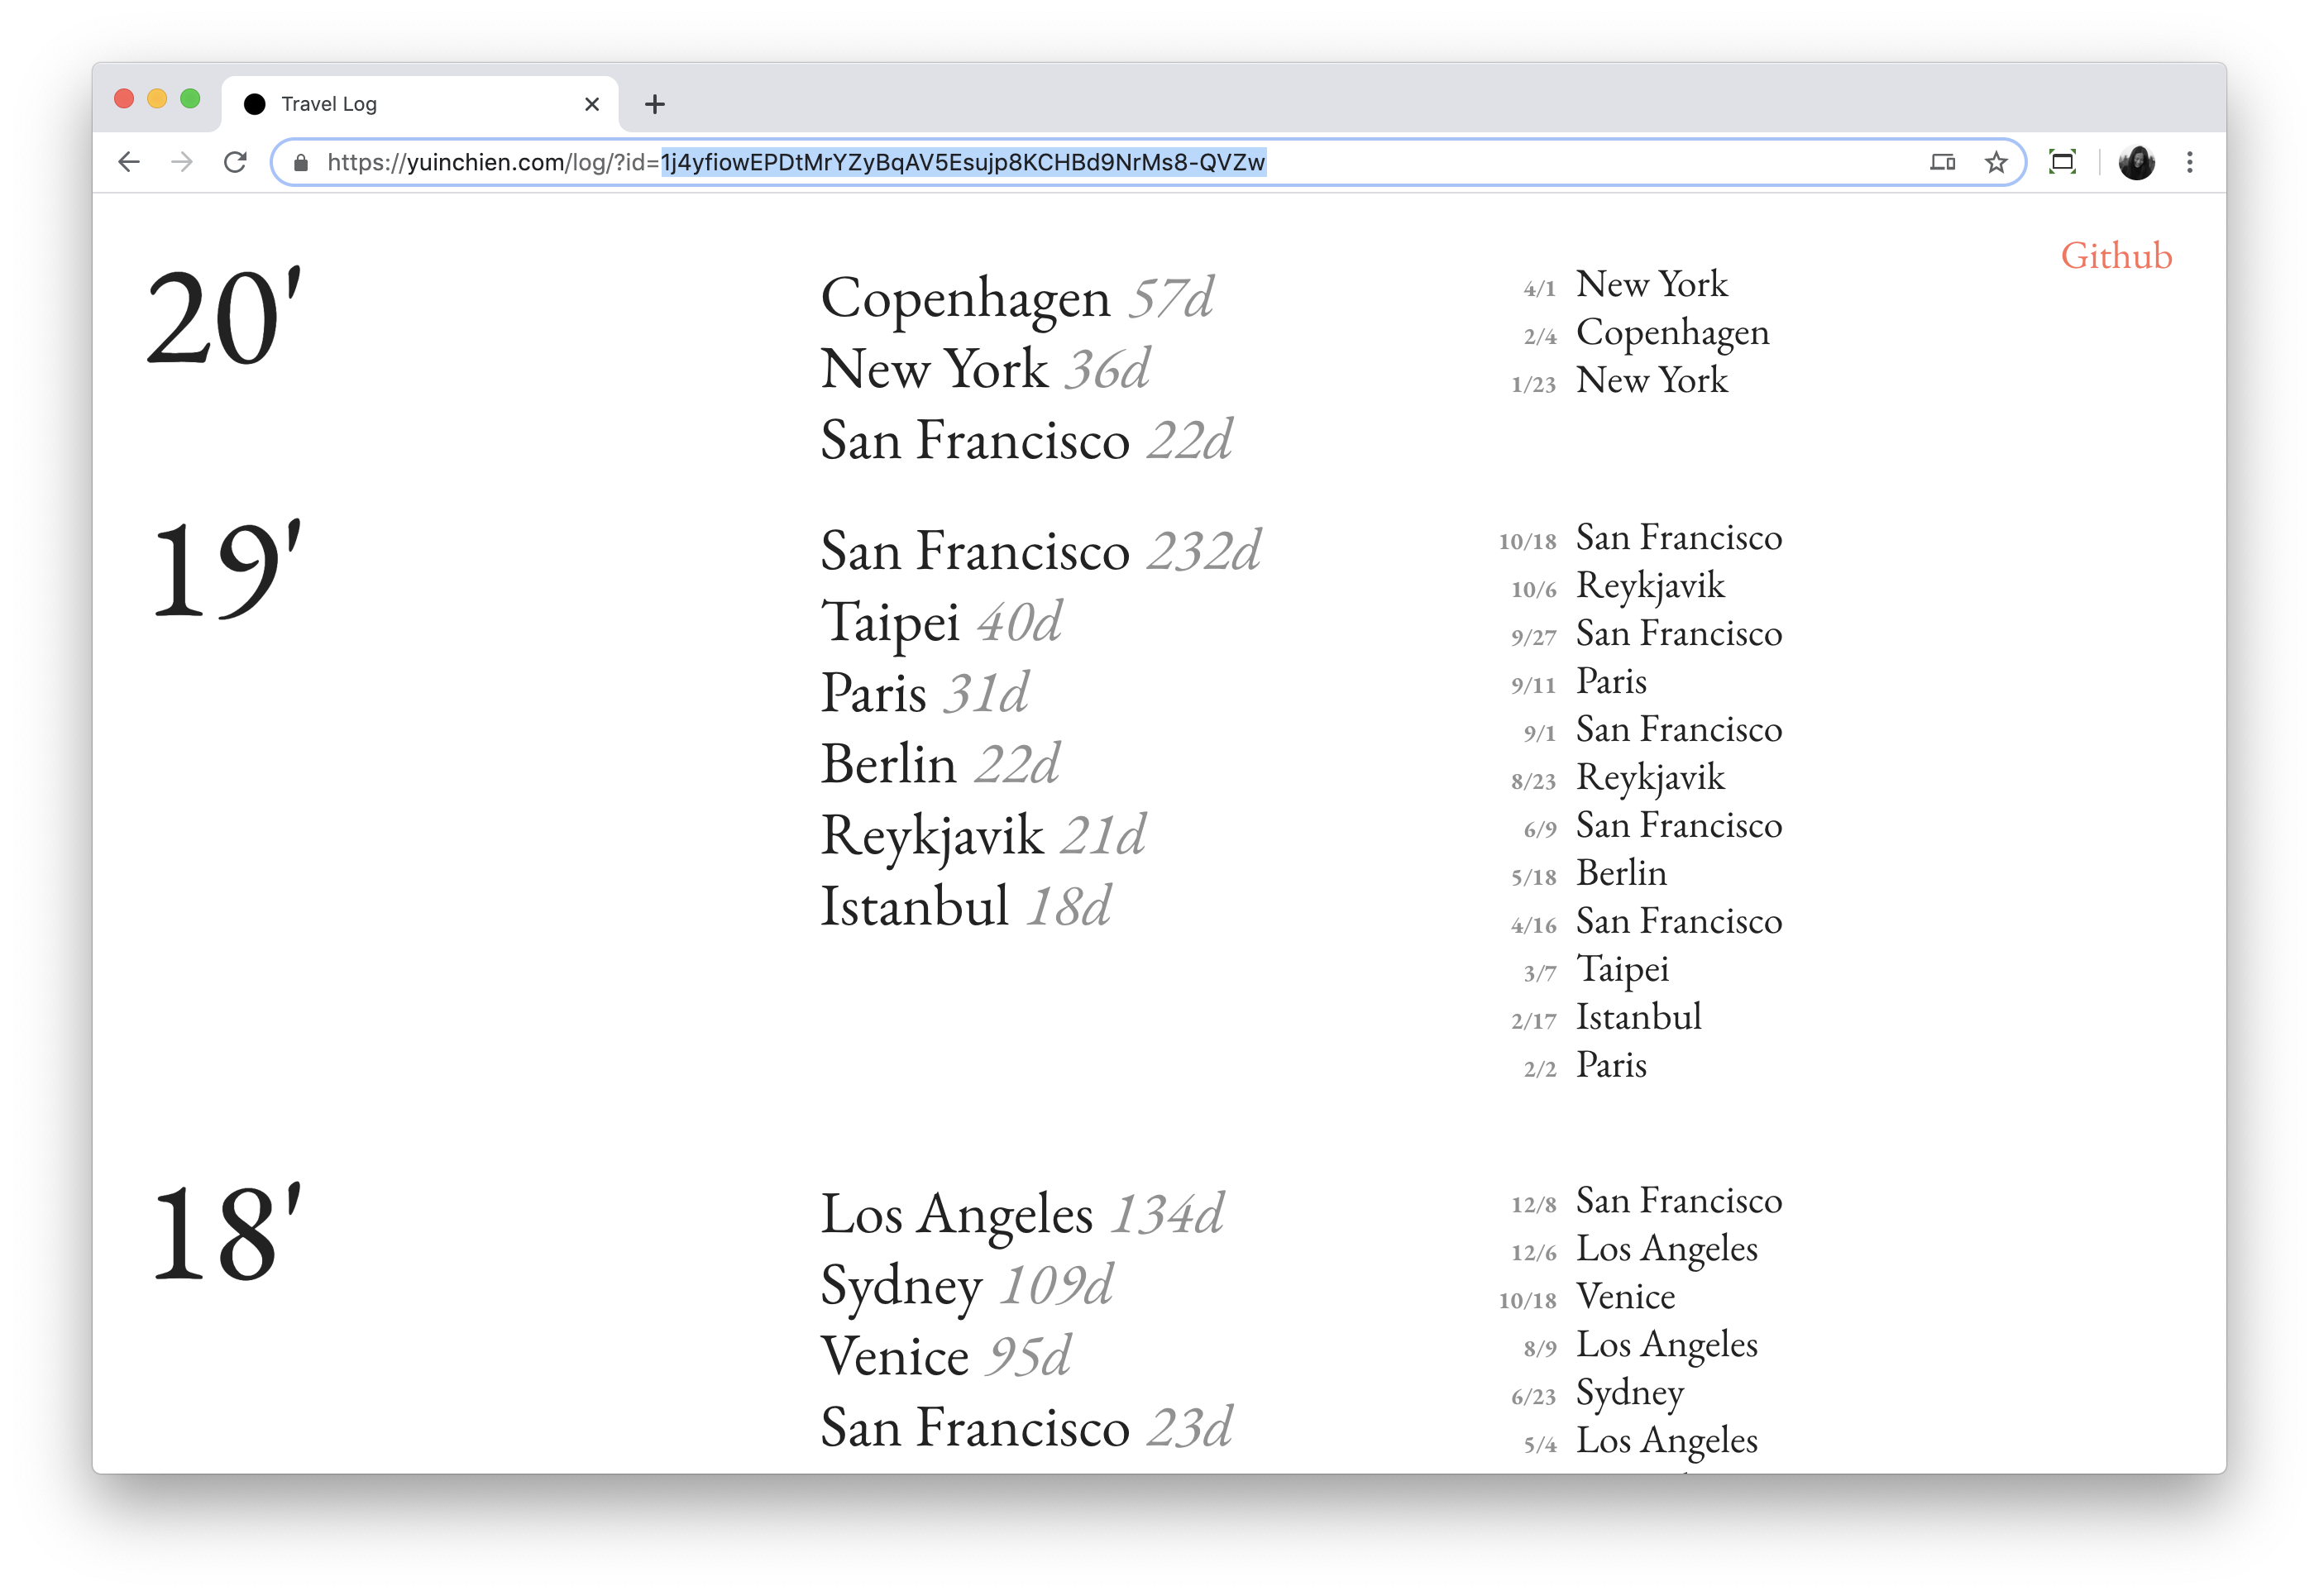 Travel Log
https://yuinchien.com/log/?id=1j4yfiowEPDtMrYZyBqAV5Esujp8KCHBd9NrMs8-QVZw
Github
20'
Copenhagen 57d
New York 36d
San Francisco 22d
4/1 New York
2/4 Copenhagen
1/23 New York
19'
San Francisco 232d
Taipei 40d
Paris 31d
Berlin 22d
Reykjavik 21d
Istanbul 18d
10/18 San Francisco
10/6 Reykjavik
9/27 San Francisco
9/11 Paris
9/1 San Francisco
8/23 Reykjavik
6/9 San Francisco
5/18 Berlin
4/16 San Francisco
3/7 Taipei
2/17 Istanbul
2/2 Paris
18'
Los Angeles 134d
Sydney 109d
Venice 95d
San Francisco 23d
12/8 San Francisco
12/6 Los Angeles
10/18 Venice
8/9 Los Angeles
6/23 Sydney
5/4 Los Angeles